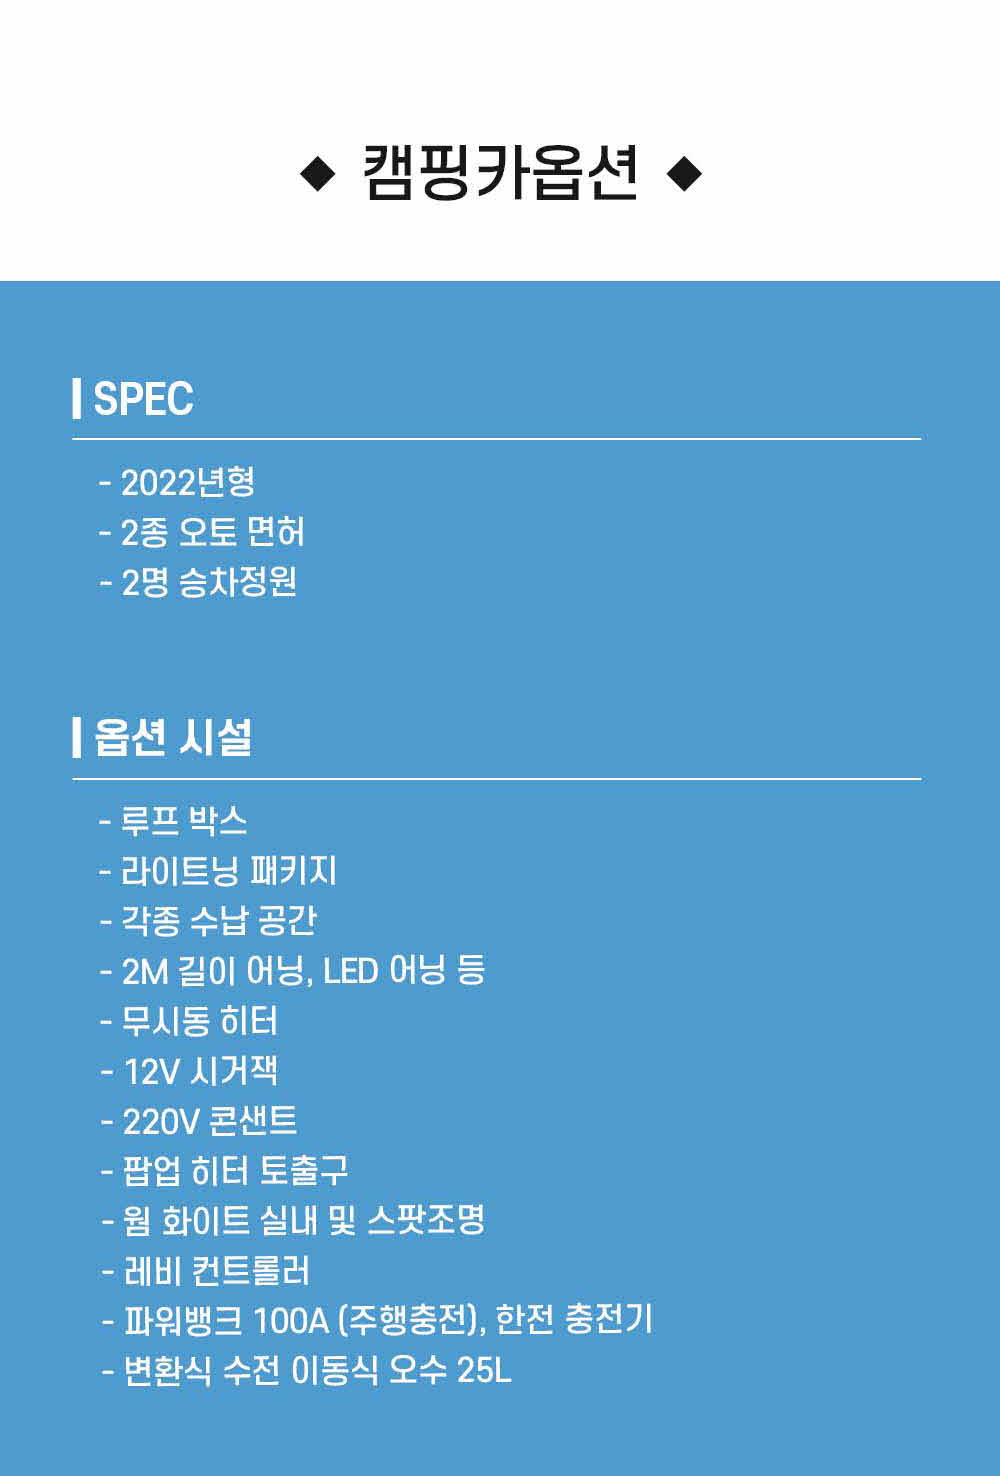 ◆ 캠핑카옵션 ◆
SPEC
- 2022년형
- 2종 오토 면허
- 2명 승차정원
옵션 시설
- 루프 박스
- 라이트닝 패키지
- 각종 수납 공간
- 2M 길이 어닝, LED 어닝 등
- 무시동 히터
- 12V 시거잭
- 220V 콘샌트
- 팝업 히터 토출구
- 웜 화이트 실내 및 스팟조명
- 레비 컨트롤러
- 파워뱅크 100A (주행충전), 한전 충전기
- 변환식 수전 이동식 오수 25L